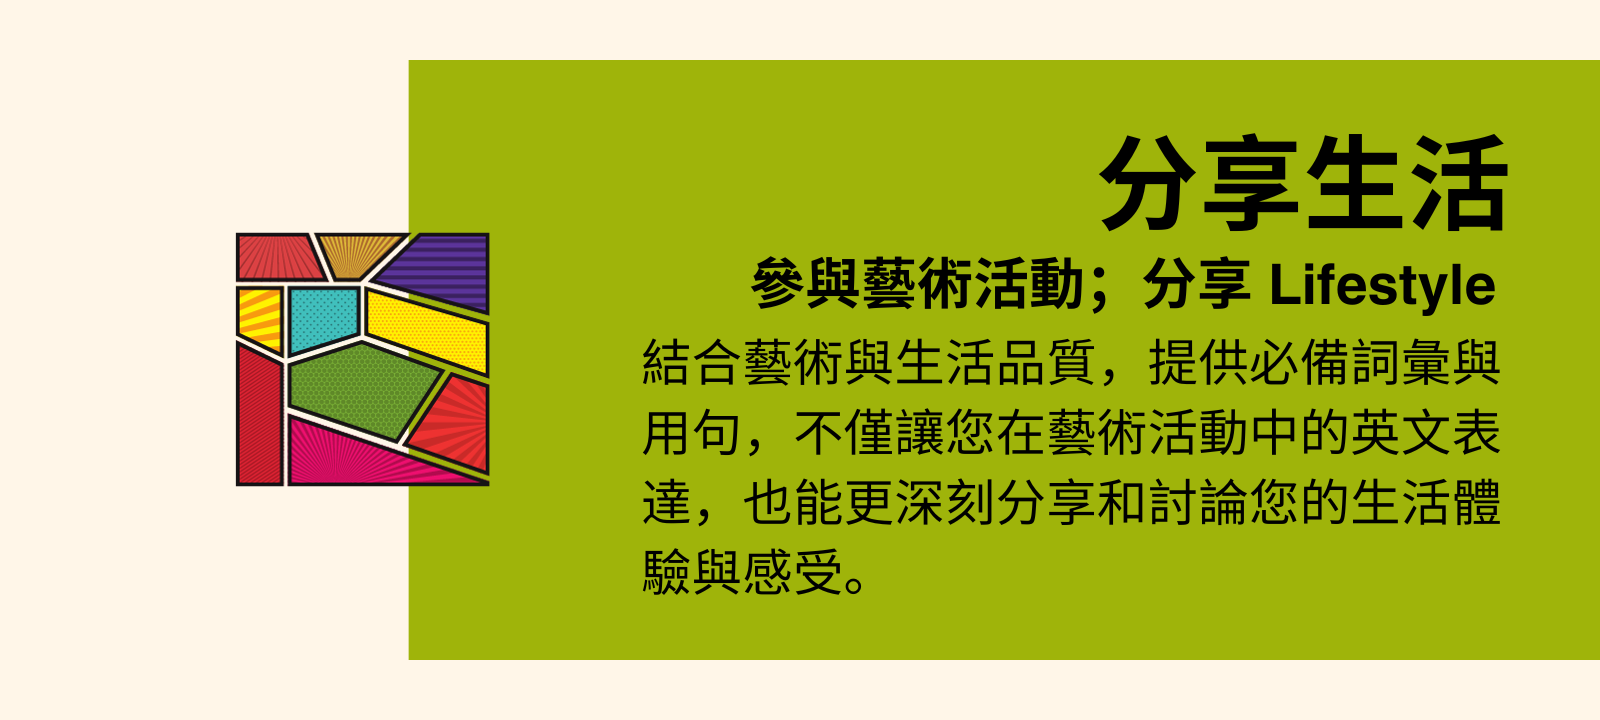 分享生活
參與藝術活動；分享 Lifestyle
結合藝術與生活品質，提供必備詞彙與
用句，不僅讓您在藝術活動中的英文表
達，也能更深刻分享和討論您的生活體
驗與感受。